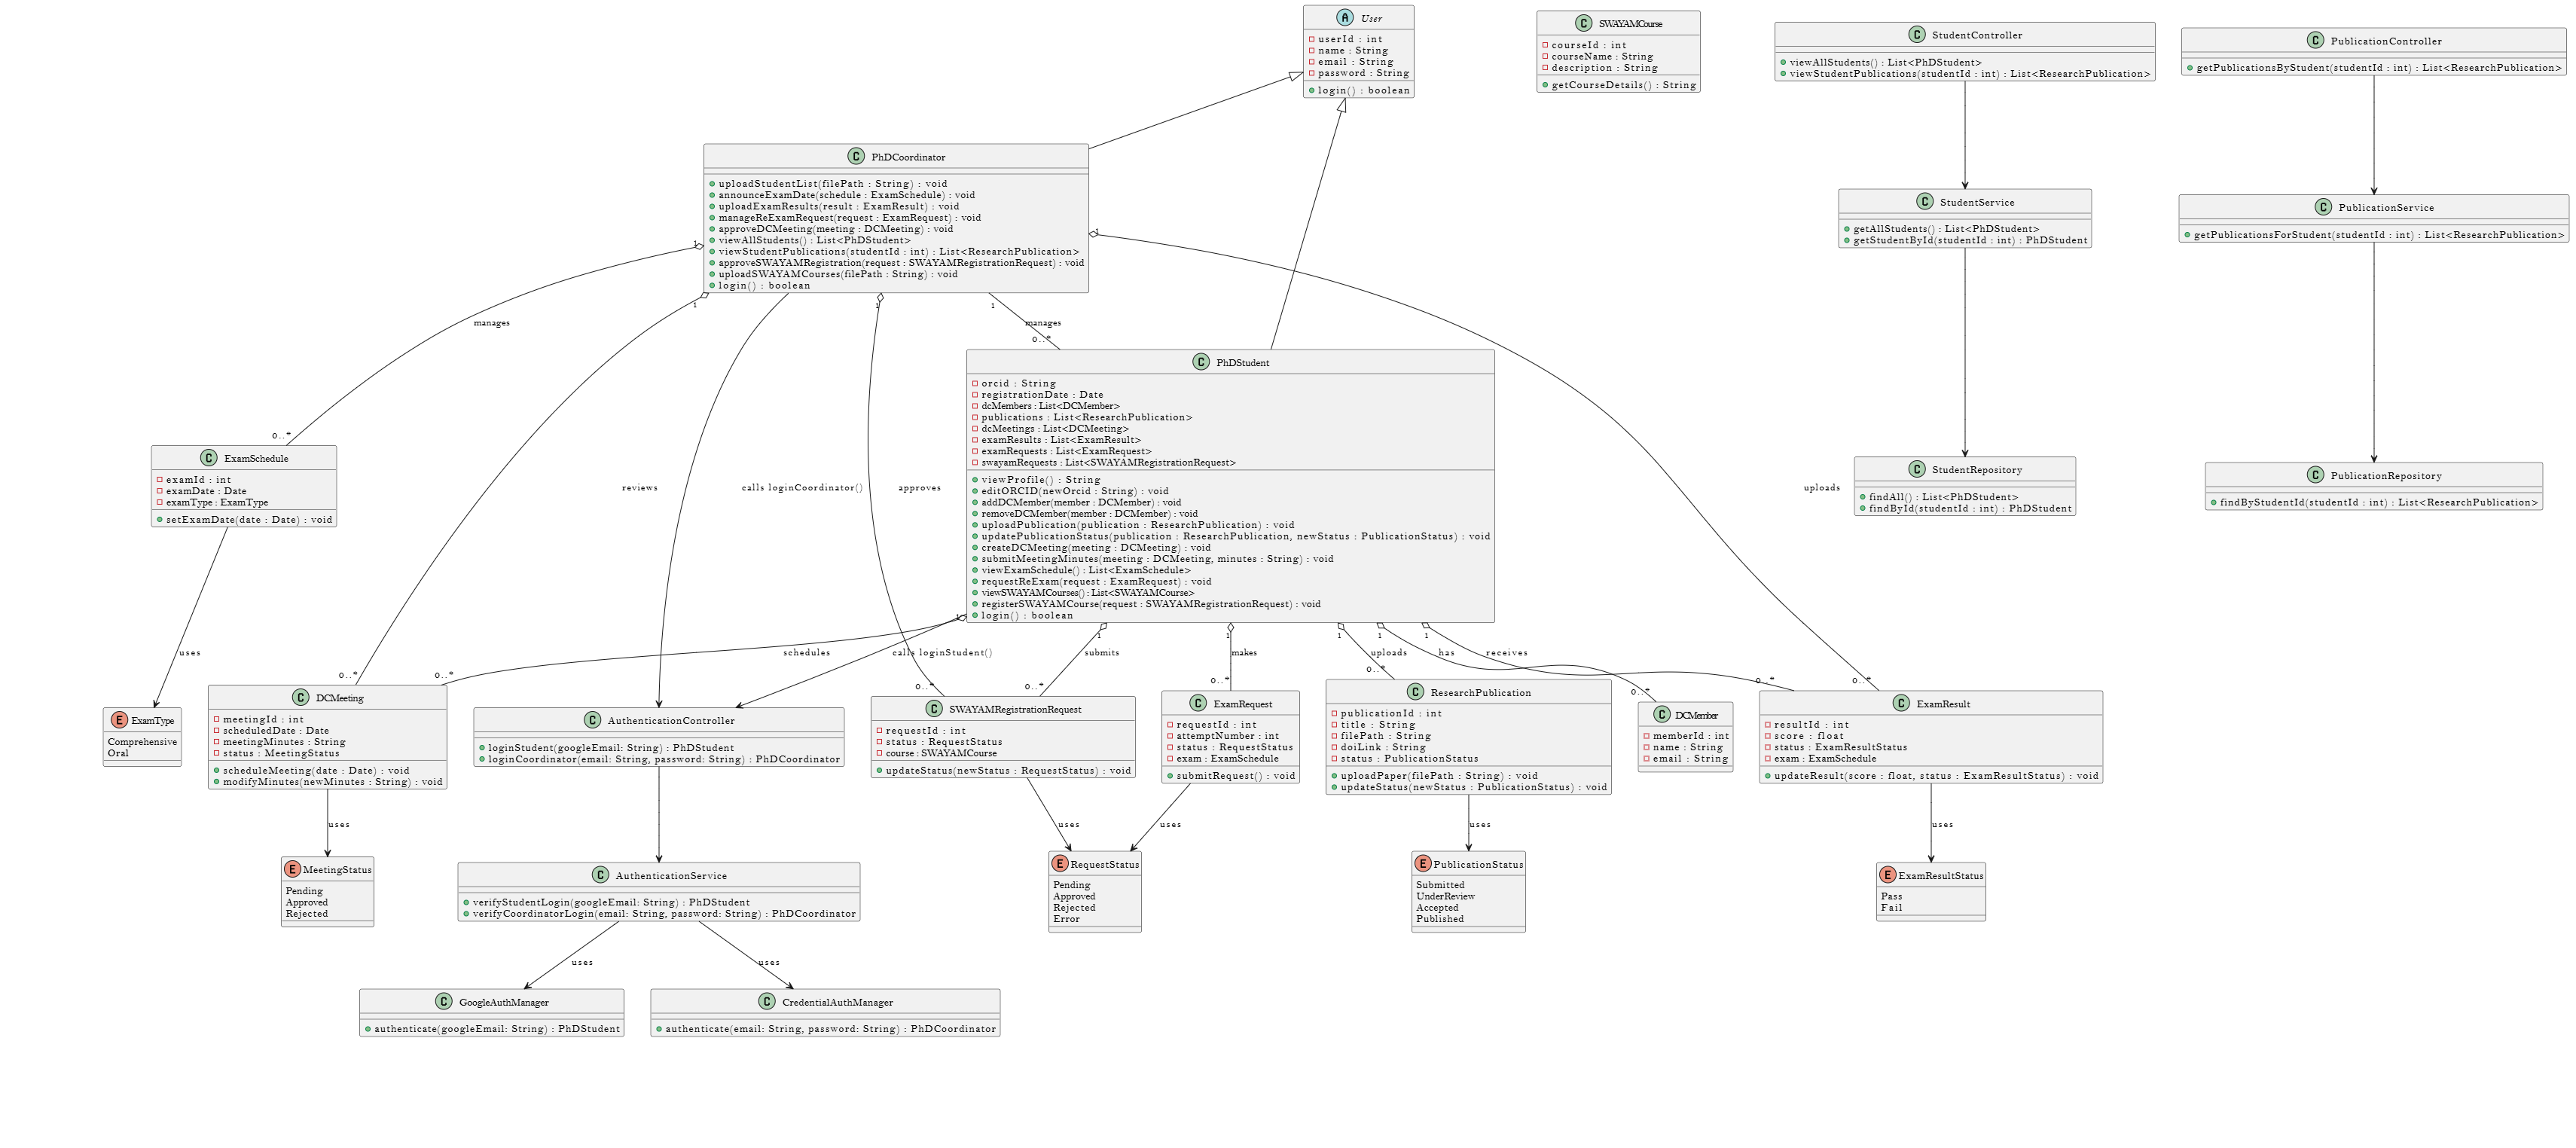 User
userId : int
name : String
email : String
password : String
login() : boolean
SWAYAMCourse
courseId : int
courseName : String
description : String
getCourseDetails() : String
StudentController
viewAllStudents() : List<PhDStudent>
viewStudentPublications(studentId : int) : List<ResearchPublication>
PublicationController
getPublicationsByStudent(studentId : int) : List<ResearchPublication>
PhDCoordinator
uploadStudentList(filePath : String) : void
announceExamDate(schedule : ExamSchedule) : void
uploadExamResults(result : ExamResult) : void
manageReExamRequest(request : ExamRequest) : void
approveDCMeeting(meeting : DCMeeting) : void
viewAllStudents() : List<PhDStudent>
viewStudentPublications(studentId : int) : List<ResearchPublication>
approveSWAYAMRegistration(request : SWAYAMRegistrationRequest) : void
uploadSWAYAMCourses(filePath : String) : void
login() : boolean
StudentService
getAllStudents() : List<PhDStudent>
getStudentById(studentId : int) : PhDStudent
PublicationService
getPublicationsForStudent(studentId : int) : List<ResearchPublication>
1
1
1
1
1
1
manages
manages
0..*
0..*
PhDStudent
orcid : String
registrationDate : Date
dcMembers : List<DCMember>
publications : List<ResearchPublication>
dcMeetings : List<DCMeeting>
examResults : List<ExamResult>
examRequests : List<ExamRequest>
swayamRequests : List<SWAYAMRegistrationRequest>
viewProfile() : String
editORCID(newOrcid : String) : void
addDCMember(member : DCMember) : void
removeDCMember(member : DCMember) : void
uploadPublication(publication : ResearchPublication) : void
updatePublicationStatus(publication : ResearchPublication, newStatus : PublicationStatus) : void
createDCMeeting(meeting : DCMeeting) : void
submitMeetingMinutes(meeting : DCMeeting, minutes : String) : void
viewExamSchedule() : List<ExamSchedule>
requestReExam(request : ExamRequest) : void
viewSWAYAMCourses() : List<SWAYAMCourse>
registerSWAYAMCourse(request : SWAYAMRegistrationRequest) : void
login() : boolean
ExamSchedule
examId : int
examDate : Date
examType : ExamType
setExamDate(date : Date) : void
reviews
calls loginCoordinator()
approves
uploads
StudentRepository
findAll() : List<PhDStudent>
findById(studentId : int) : PhDStudent
PublicationRepository
findByStudentId(studentId : int) : List<ResearchPublication>
1
1
1
1
1
1
uses
schedules
calls loginStudent()
submits
makes
uploads
has
receives
0..*
0..*
0..*
0..*
0..*
0..*
0..*
0..*
0..*
ExamType
Comprehensive
Oral
DCMeeting
meetingId : int
scheduledDate : Date
meetingMinutes : String
status : MeetingStatus
scheduleMeeting(date : Date) : void
modifyMinutes(newMinutes : String) : void
AuthenticationController
loginStudent(googleEmail: String) : PhDStudent
loginCoordinator(email: String, password: String) : PhDCoordinator
SWAYAMRegistrationRequest
requestId : int
status : RequestStatus
course : SWAYAMCourse
updateStatus(newStatus : RequestStatus) : void
ExamRequest
requestId : int
attemptNumber : int
status : RequestStatus
exam : ExamSchedule
submitRequest() : void
ResearchPublication
publicationId : int
title : String
filePath : String
doiLink : String
status : PublicationStatus
uploadPaper(filePath : String) : void
updateStatus(newStatus : PublicationStatus) : void
DCMember
memberId : int
name : String
email : String
ExamResult
resultId : int
score : float
status : ExamResultStatus
exam : ExamSchedule
updateResult(score : float, status : ExamResultStatus) : void
uses
uses
uses
uses
uses
MeetingStatus
Pending
Approved
Rejected
AuthenticationService
verifyStudentLogin(googleEmail: String) : PhDStudent
verifyCoordinatorLogin(email: String, password: String) : PhDCoordinator
RequestStatus
Pending
Approved
Rejected
Error
PublicationStatus
Submitted
UnderReview
Accepted
Published
ExamResultStatus
Pass
Fail
uses
uses
GoogleAuthManager
authenticate(googleEmail: String) : PhDStudent
CredentialAuthManager
authenticate(email: String, password: String) : PhDCoordinator